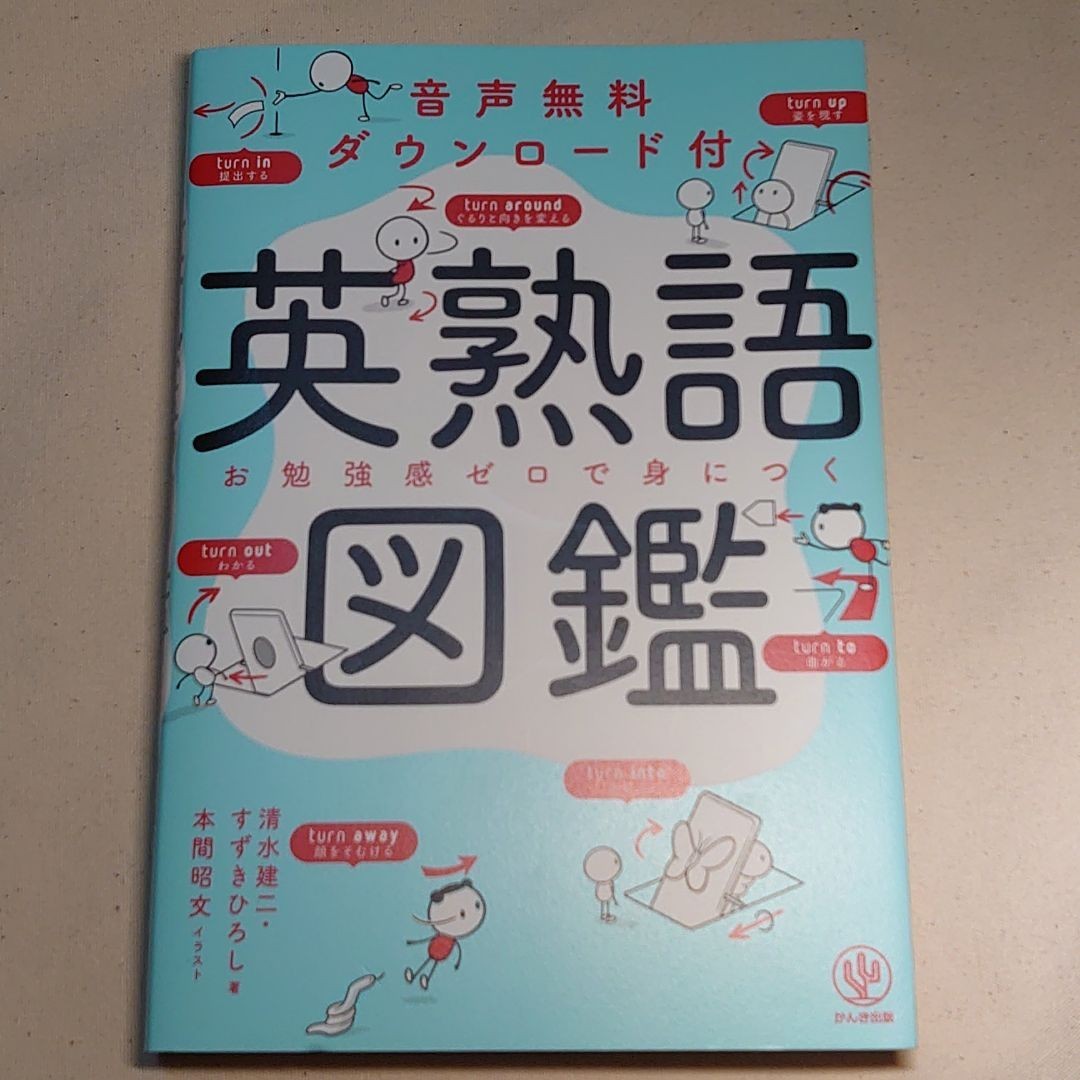 音声無料
ダウンロード付
turn in
提出する
turn up
姿を現す
turn around
ぐるりと向きを変える
英熟語
お勉強感ゼロで身につく
図鑑
turn out
わかる
turn to
曲がる
turn into
turn away
顔をそむける
清水建二・
すずきひろし 著
本間昭文 イラスト
かんき出版